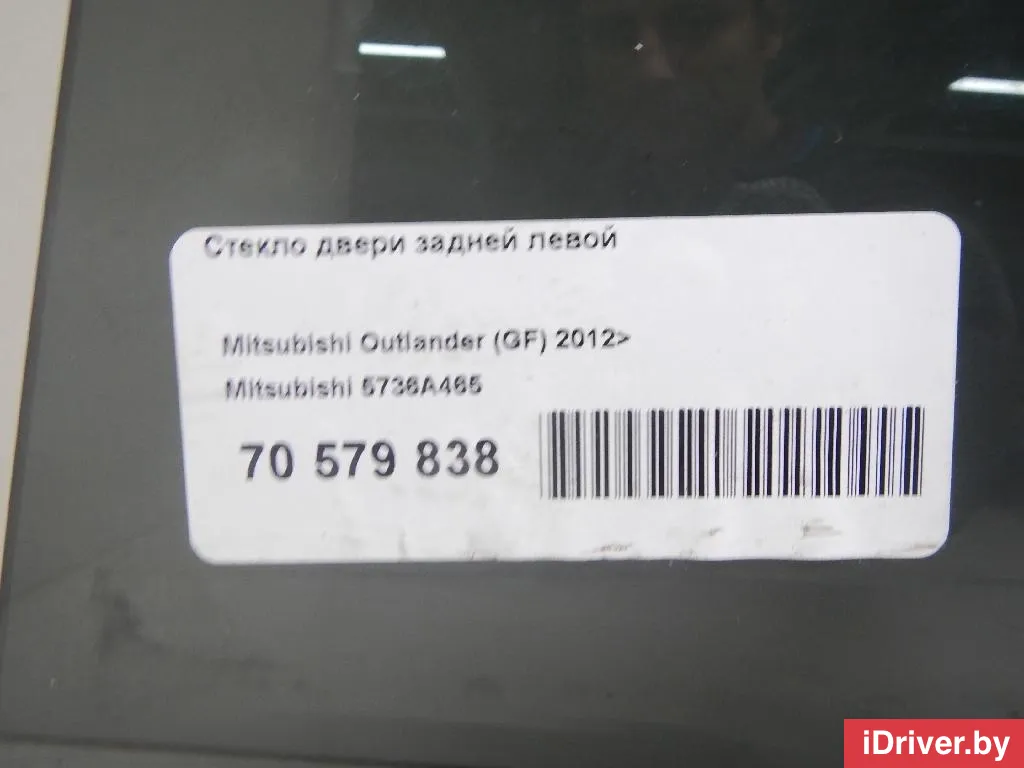 Стекло двери задней левой
Mitsubishi Outlander (GF) 2012>
Mitsubishi 5736A465
70 579 838
iDriver.by